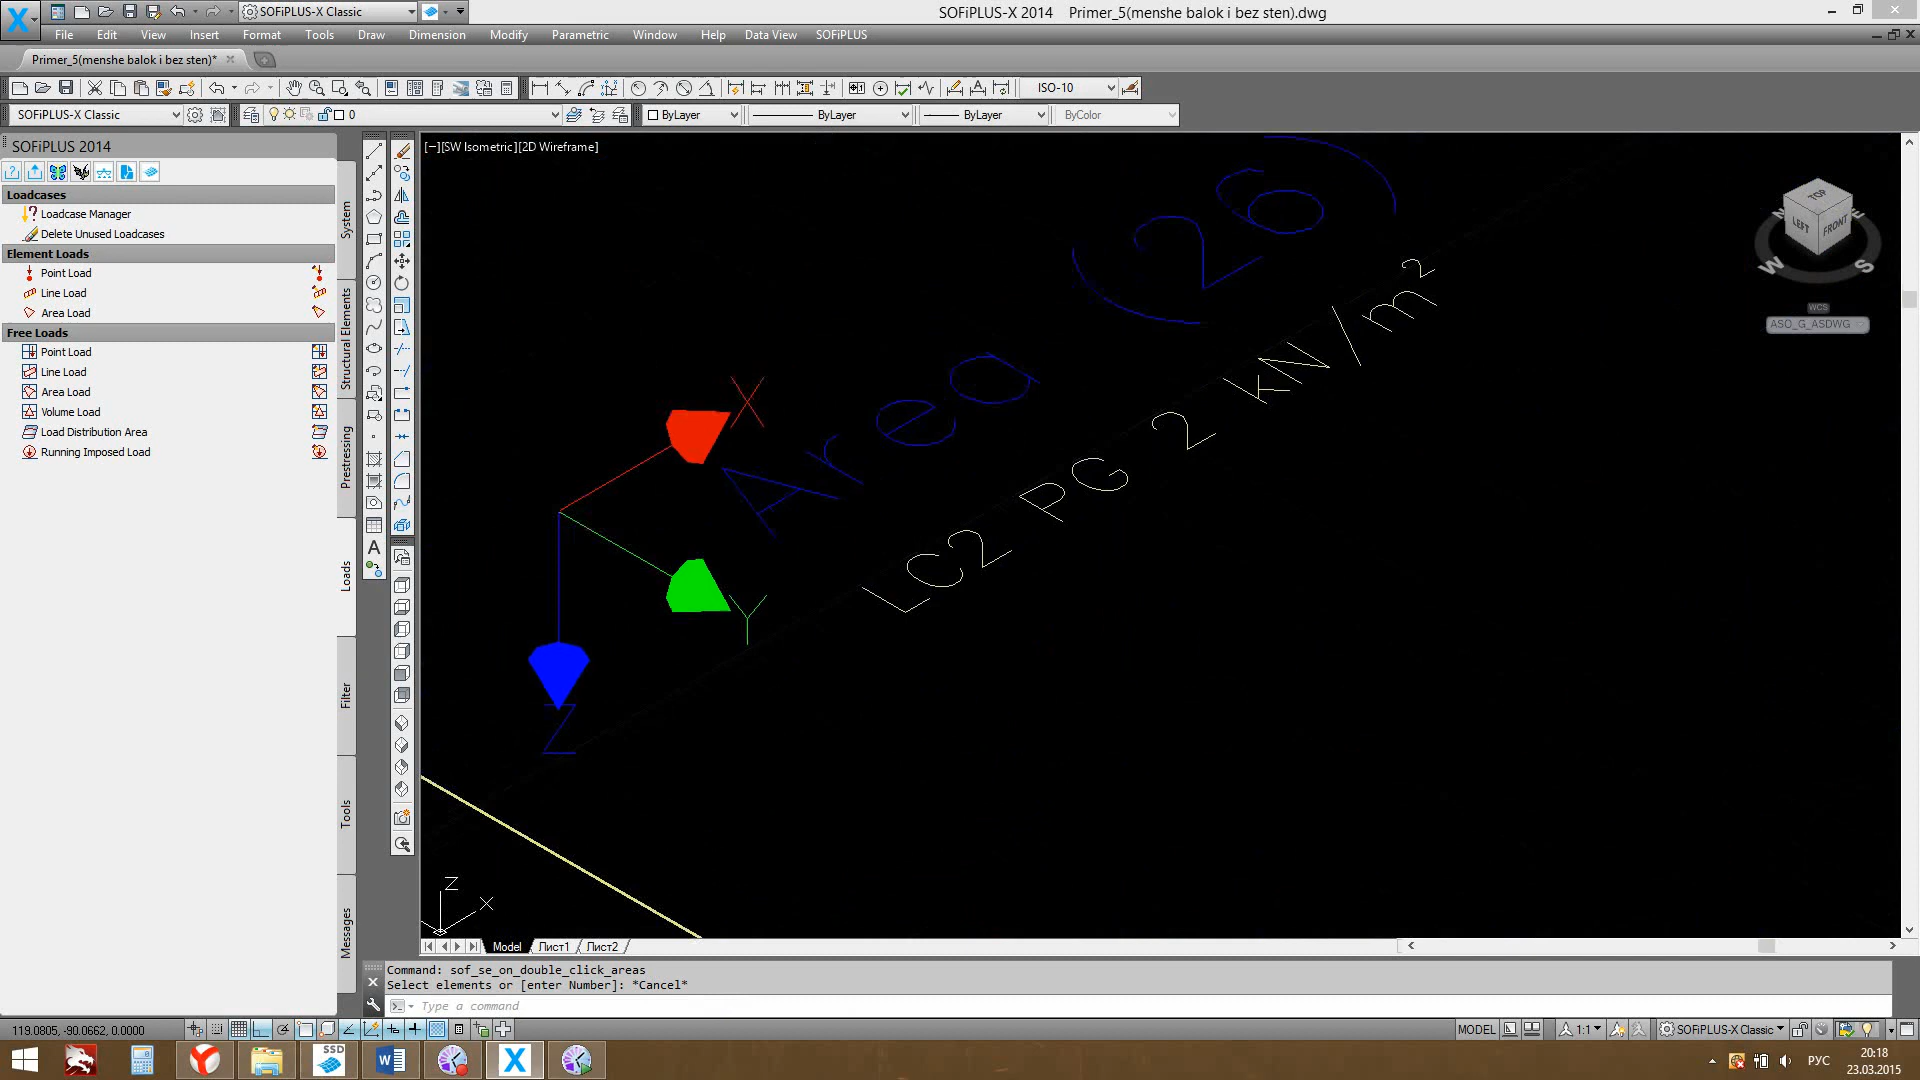 SOFiPLUS-X Classic
SOFiPLUS-X 2014 Primer_5(menshe balok i bez sten).dwg
File Edit View Insert Format Tools Draw Dimension Modify Parametric Window Help Data View SOFiPLUS
Primer_5(menshe balok i bez sten)*
ISO-10
SOFiPLUS-X Classic
0
ByLayer
ByLayer
ByLayer
ByColor
SOFiPLUS 2014
Loadcases
Loadcase Manager
Delete Unused Loadcases
Element Loads
Point Load
Line Load
Area Load
Free Loads
Point Load
Line Load
Area Load
Volume Load
Load Distribution Area
Running Imposed Load
System
Structural Elements
Prestressing
Loads
Filter
Tools
Messages
[−][SW Isometric][2D Wireframe]
Area (26)
LC2 PG 2 kN/m²
X
Y
Z
TOP
LEFT
FRONT
N
E
W
S
WCS
ASO_G_ASDWG
Z
X
Model Лист1 Лист2
Command: sof_se_on_double_click_areas
Select elements or [enter Number]: *Cancel*
Type a command
119.0805, -90.0662, 0.0000
MODEL
1:1
SOFiPLUS-X Classic
SSD
РУС
20:18
23.03.2015